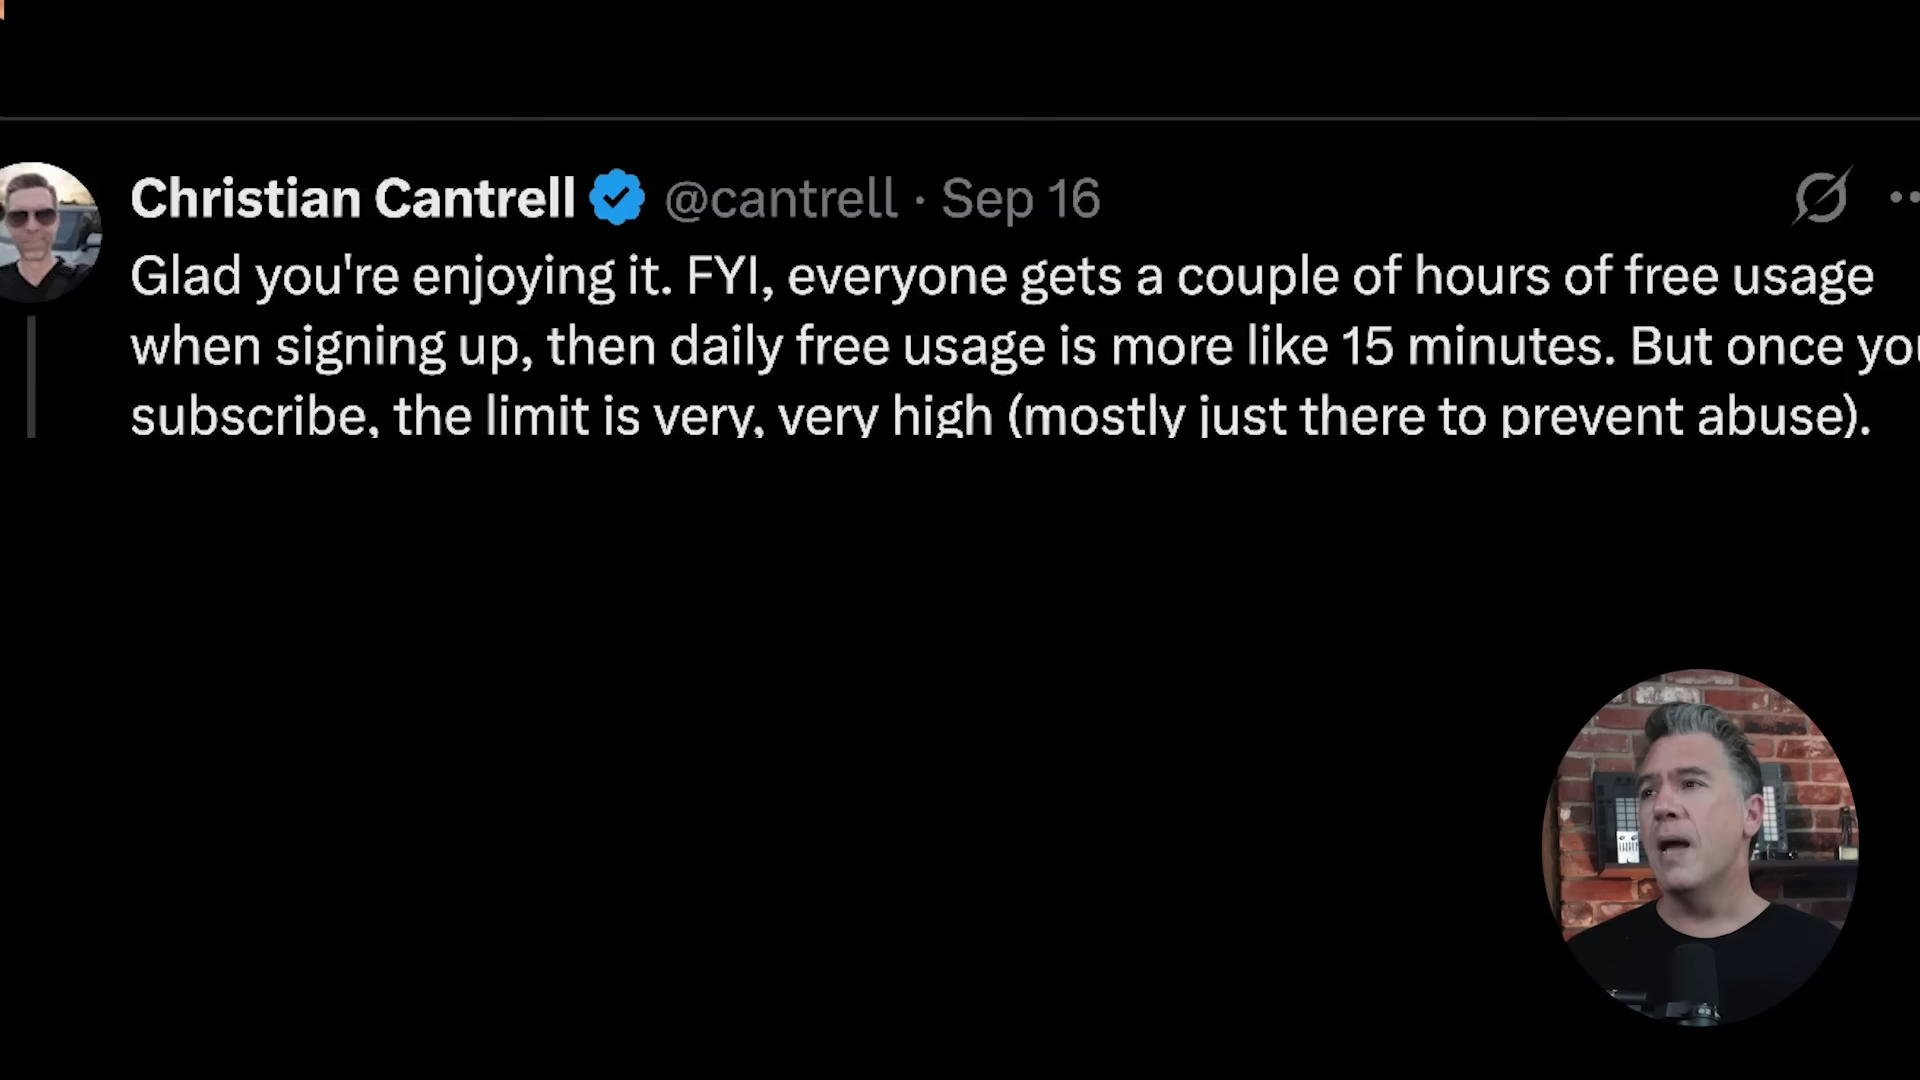 Christian Cantrell @cantrell · Sep 16
Glad you're enjoying it. FYI, everyone gets a couple of hours of free usage
when signing up, then daily free usage is more like 15 minutes. But once
subscribe, the limit is very, very high (mostly just there to prevent abuse).